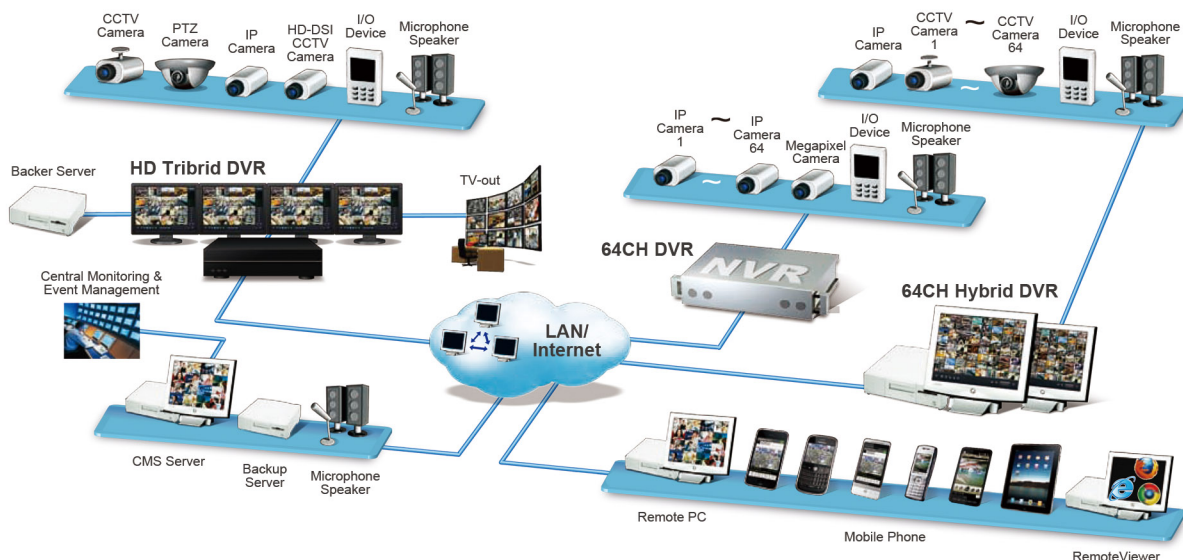 CCTV
Camera
PTZ
Camera
IP
Camera
HD-DSI
CCTV
Camera
I/O
Device
Microphone
Speaker
IP
Camera
CCTV
Camera
1
~
CCTV
Camera
64
I/O
Device
Microphone
Speaker
~
IP
Camera
1
~
IP
Camera
64
Megapixel
Camera
I/O
Device
Microphone
Speaker
~
Backer Server
HD Tribrid DVR
TV-out
64CH DVR
NVR
64CH Hybrid DVR
Central Monitoring &
Event Management
LAN/
Internet
CMS Server
Backup
Server
Microphone
Speaker
Remote PC
Mobile Phone
RemoteViewer